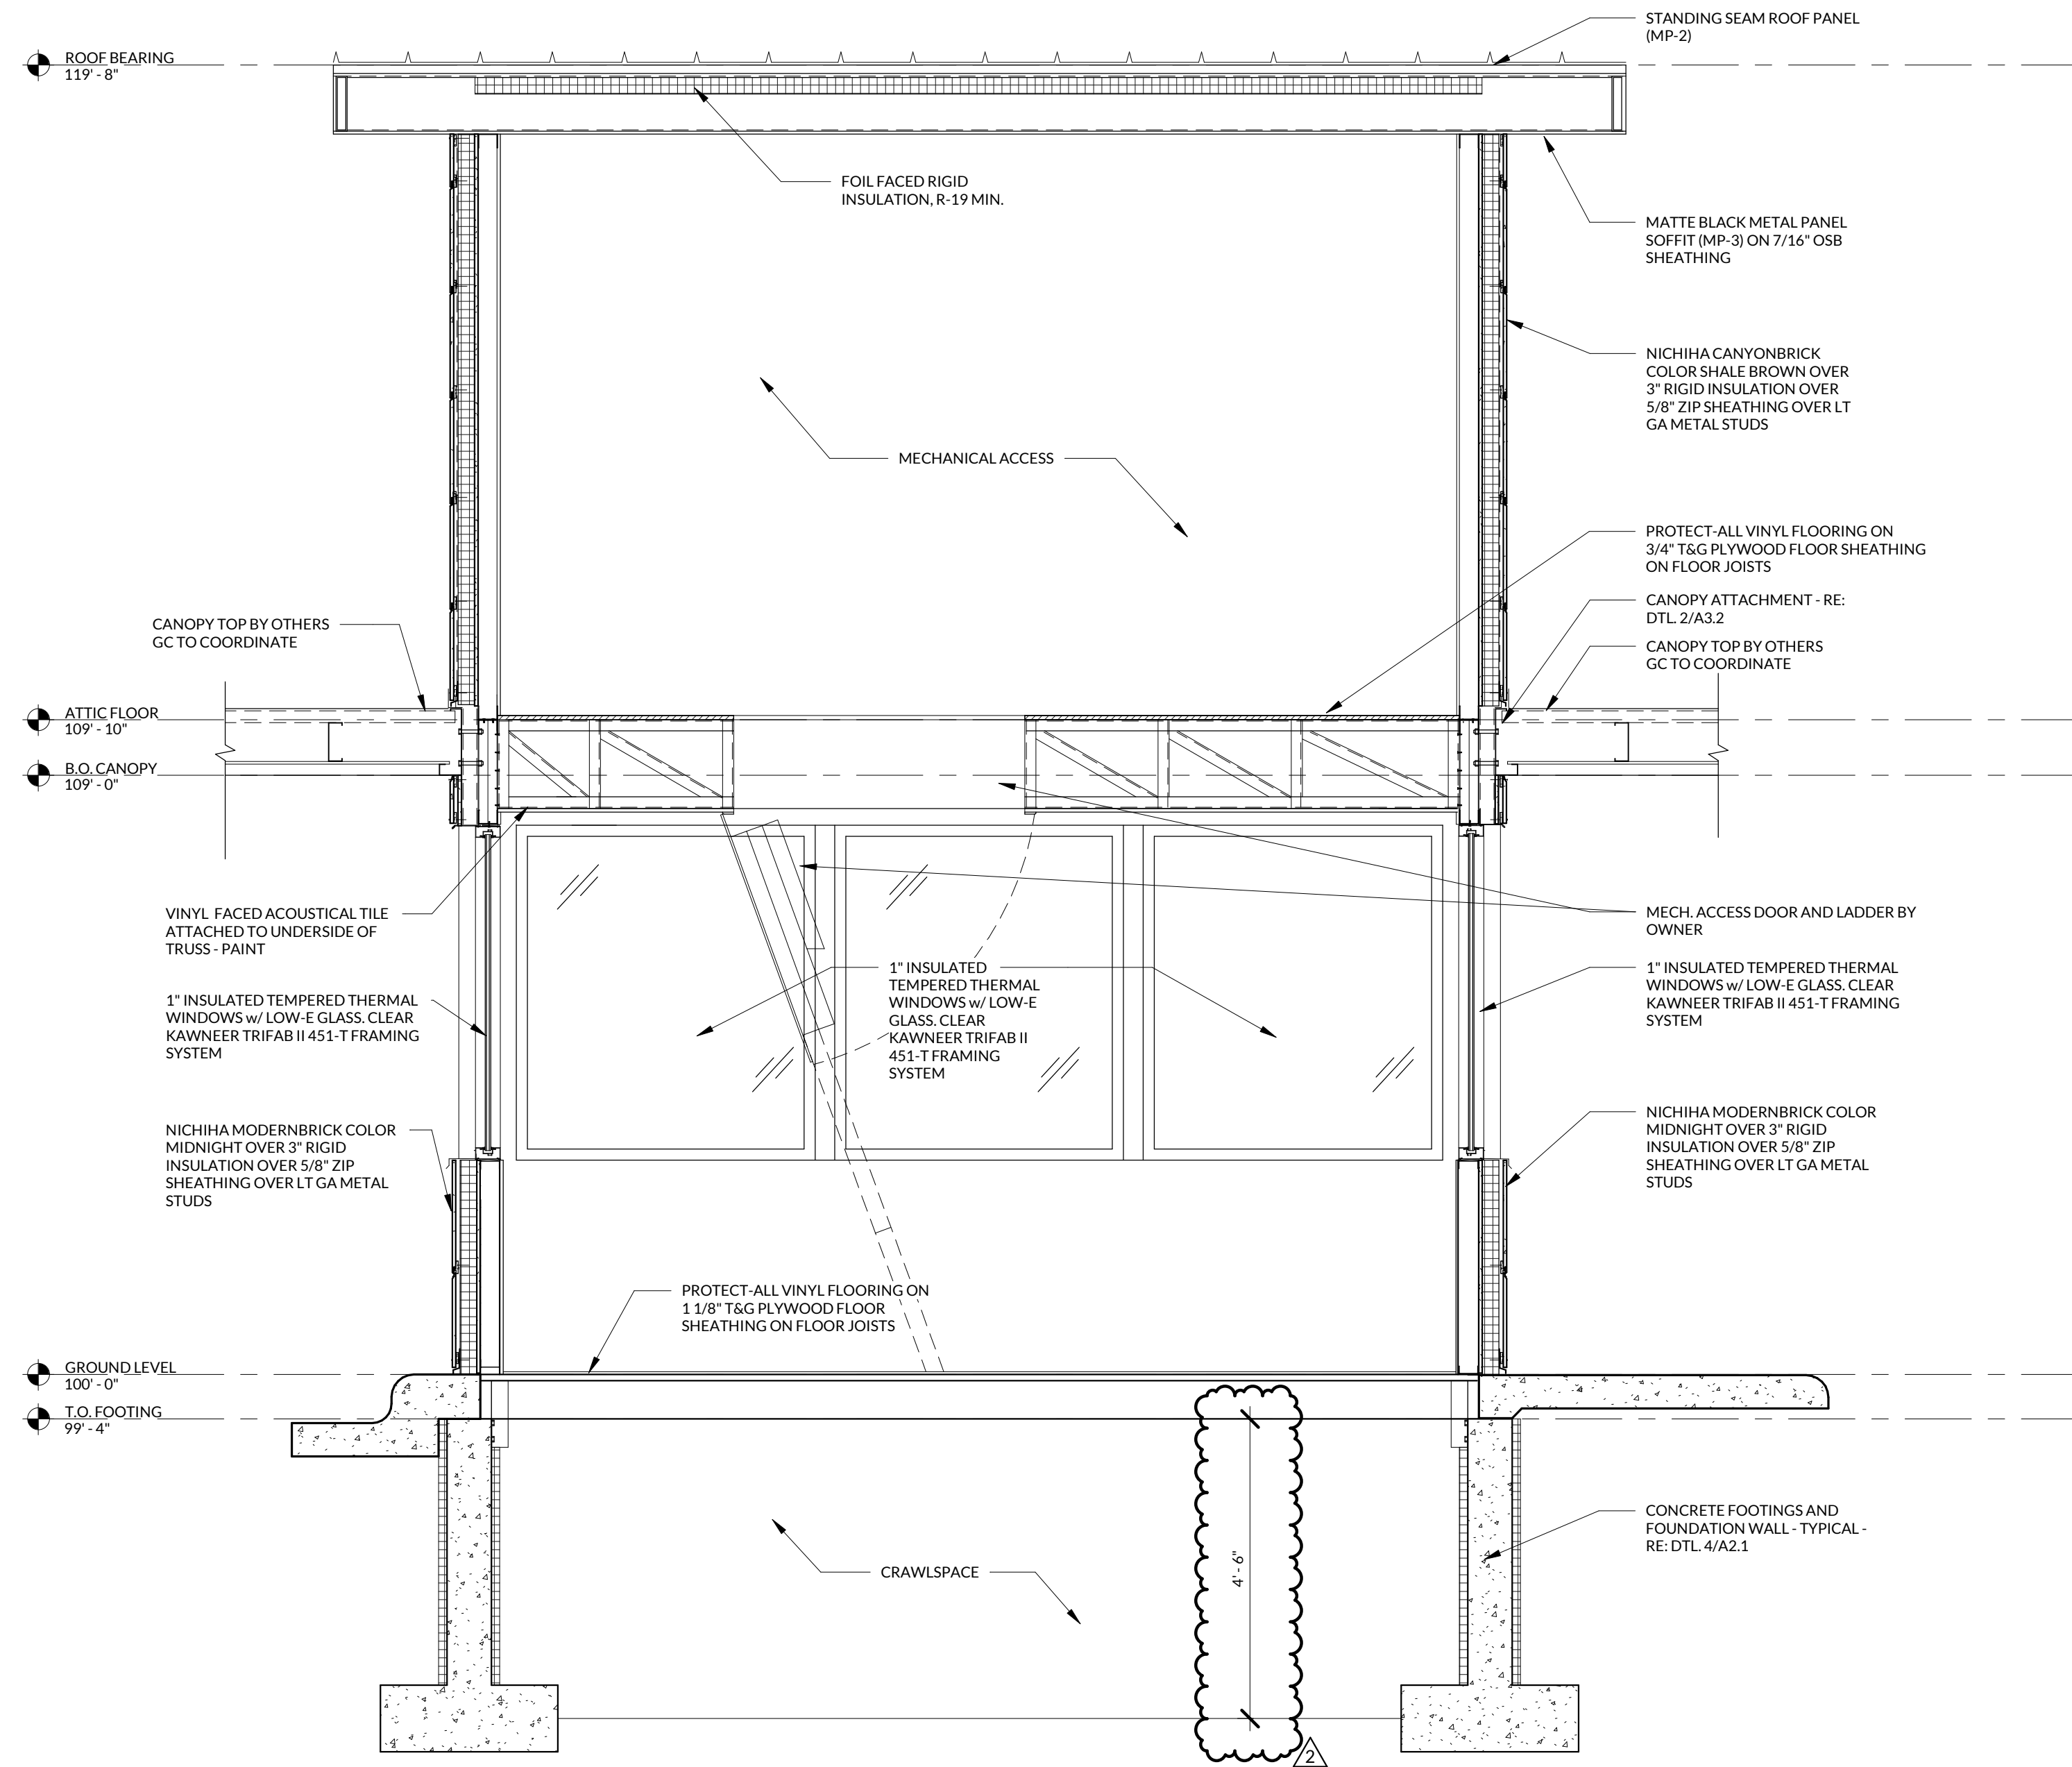 STANDING SEAM ROOF PANEL
(MP-2)
ROOF BEARING
119' - 8"
FOIL FACED RIGID
INSULATION, R-19 MIN.
MATTE BLACK METAL PANEL
SOFFIT (MP-3) ON 7/16" OSB
SHEATHING
NICHIHA CANYONBRICK
COLOR SHALE BROWN OVER
3" RIGID INSULATION OVER
5/8" ZIP SHEATHING OVER LT
GA METAL STUDS
MECHANICAL ACCESS
PROTECT-ALL VINYL FLOORING ON
3/4" T&G PLYWOOD FLOOR SHEATHING
ON FLOOR JOISTS
CANOPY TOP BY OTHERS
GC TO COORDINATE
CANOPY ATTACHMENT - RE:
DTL. 2/A3.2
CANOPY TOP BY OTHERS
GC TO COORDINATE
ATTIC FLOOR
109' - 10"
B.O. CANOPY
109' - 0"
VINYL FACED ACOUSTICAL TILE
ATTACHED TO UNDERSIDE OF
TRUSS - PAINT
MECH. ACCESS DOOR AND LADDER BY
OWNER
1" INSULATED TEMPERED THERMAL
WINDOWS w/ LOW-E GLASS. CLEAR
KAWNEER TRIFAB II 451-T FRAMING
SYSTEM
1" INSULATED
TEMPERED THERMAL
WINDOWS w/ LOW-E
GLASS. CLEAR
KAWNEER TRIFAB II
451-T FRAMING
SYSTEM
1" INSULATED TEMPERED THERMAL
WINDOWS w/ LOW-E GLASS. CLEAR
KAWNEER TRIFAB II 451-T FRAMING
SYSTEM
NICHIHA MODERNBRICK COLOR
MIDNIGHT OVER 3" RIGID
INSULATION OVER 5/8" ZIP
SHEATHING OVER LT GA METAL
STUDS
NICHIHA MODERNBRICK COLOR
MIDNIGHT OVER 3" RIGID
INSULATION OVER 5/8" ZIP
SHEATHING OVER LT GA METAL
STUDS
PROTECT-ALL VINYL FLOORING ON
1 1/8" T&G PLYWOOD FLOOR
SHEATHING ON FLOOR JOISTS
GROUND LEVEL
100' - 0"
T.O. FOOTING
99' - 4"
CONCRETE FOOTINGS AND
FOUNDATION WALL - TYPICAL -
RE: DTL. 4/A2.1
CRAWLSPACE
4' - 6"
2